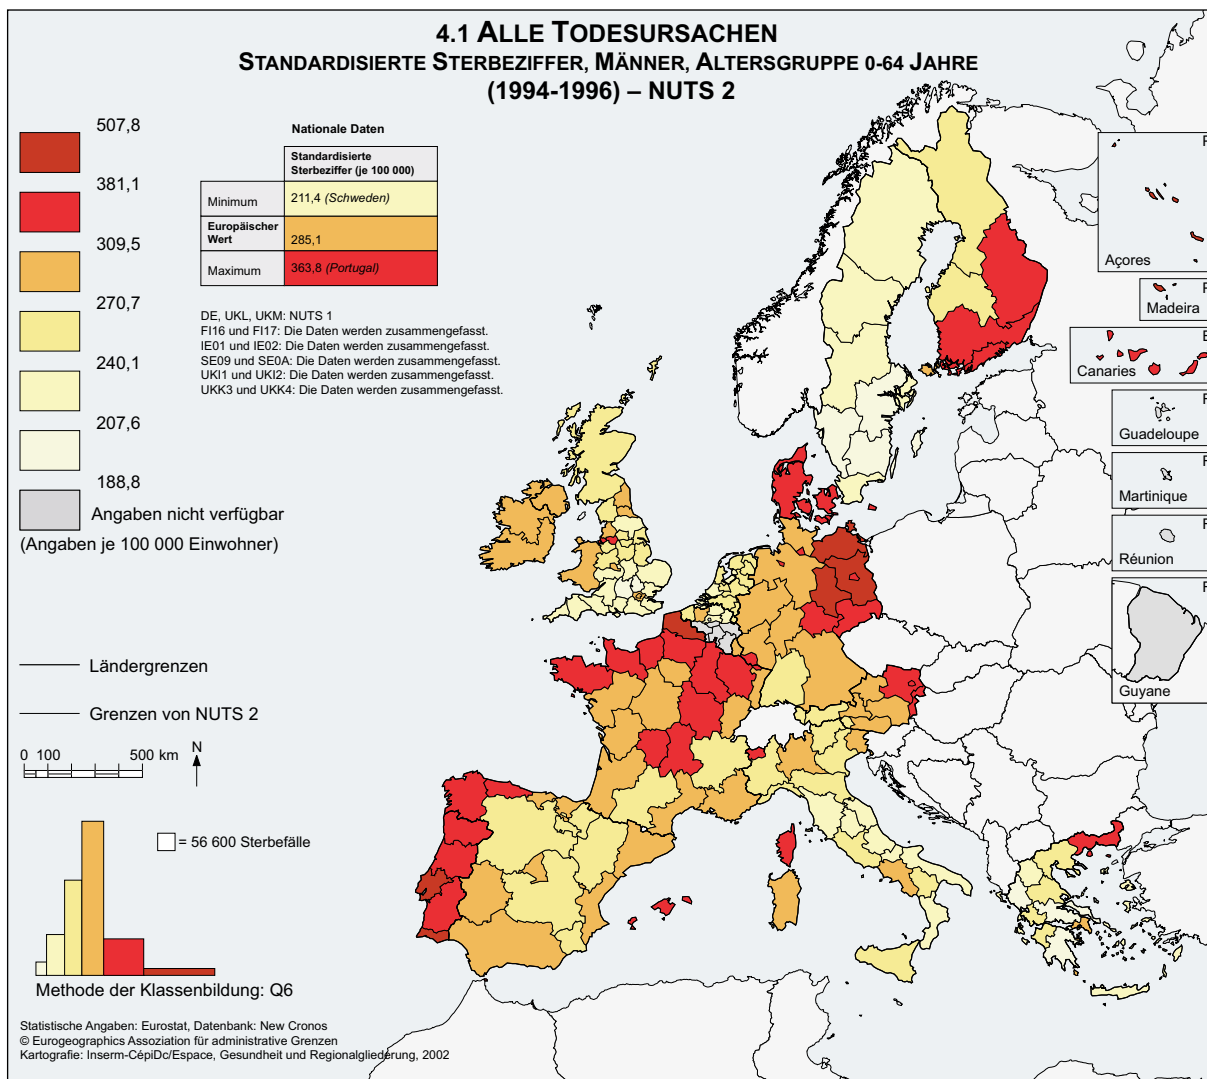 4.1 ALLE TODESURSACHEN
STANDARDISIERTE STERBEZIFFER, MÄNNER, ALTERSGRUPPE 0-64 JAHRE
(1994-1996) – NUTS 2
507,8
381,1
309,5
270,7
240,1
207,6
188,8
Angaben nicht verfügbar
(Angaben je 100 000 Einwohner)
Nationale Daten
Standardisierte
Sterbeziffer (je 100 000)
Minimum
211,4 (Schweden)
Europäischer
Wert
285,1
Maximum
363,8 (Portugal)
DE, UKL, UKM: NUTS 1
FI16 und FI17: Die Daten werden zusammengefasst.
IE01 und IE02: Die Daten werden zusammengefasst.
SE09 und SE0A: Die Daten werden zusammengefasst.
UKI1 und UKI2: Die Daten werden zusammengefasst.
UKK3 und UKK4: Die Daten werden zusammengefasst.
Açores
Madeira
Canaries
Guadeloupe
Martinique
Réunion
Guyane
Ländergrenzen
Grenzen von NUTS 2
0 100 500 km
N
= 56 600 Sterbefälle
Methode der Klassenbildung: Q6
Statistische Angaben: Eurostat, Datenbank: New Cronos
© Eurogeographics Assoziation für administrative Grenzen
Kartografie: Inserm-CépiDc/Espace, Gesundheit und Regionalgliederung, 2002